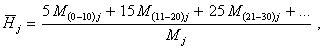 H̅ⱼ = (5 M₍₀₋₁₀₎ⱼ + 15 M₍₁₁₋₂₀₎ⱼ + 25 M₍₂₁₋₃₀₎ⱼ + ...) / Mⱼ ,